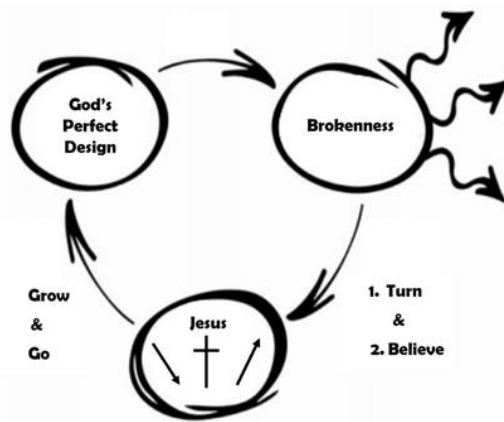 God's
Perfect
Design
Brokenness
1. Turn
&
2. Believe
Jesus
Grow
&
Go